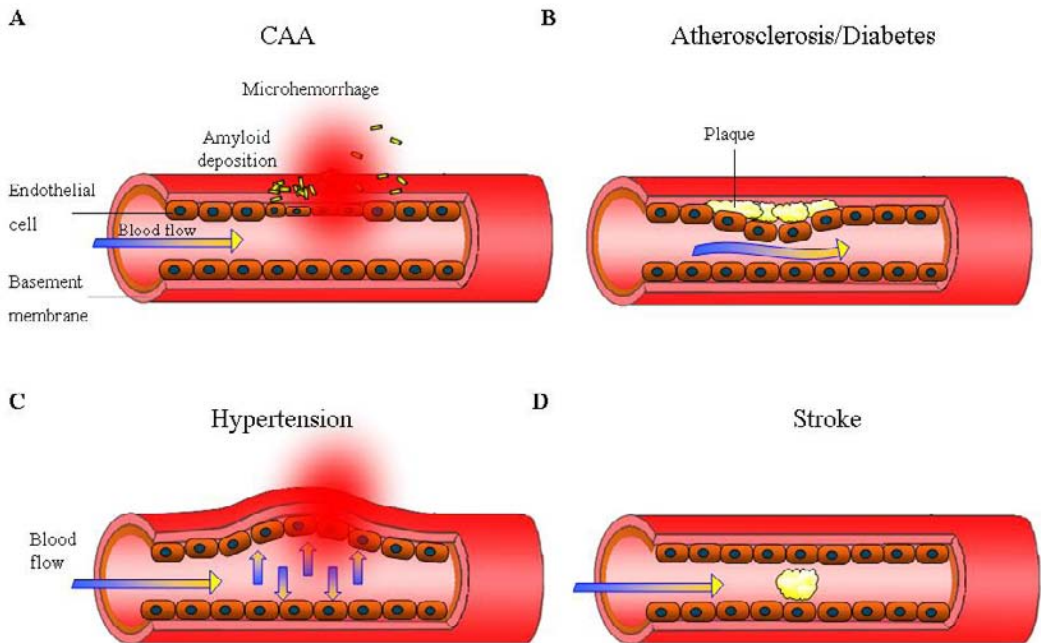 A
CAA
Microhemorrhage
Amyloid
deposition
Endothelial
cell
Blood flow
Basement
membrane
B
Atherosclerosis/Diabetes
Plaque
C
Hypertension
Blood
flow
D
Stroke